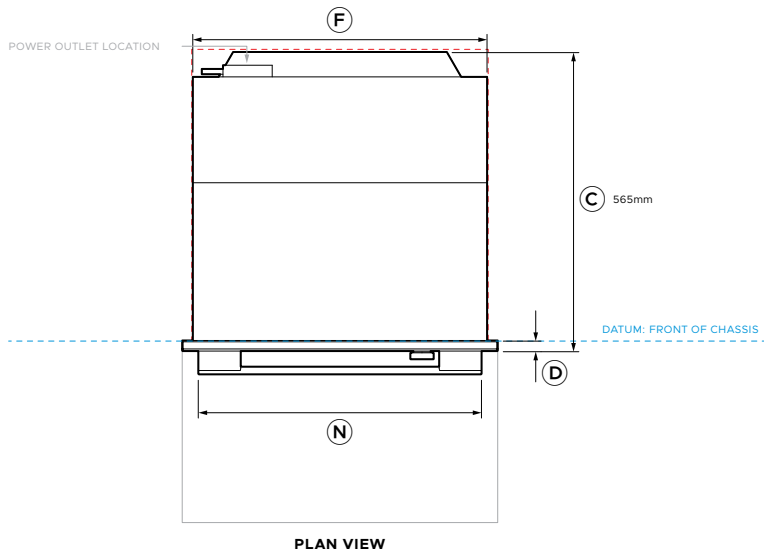 F
POWER OUTLET LOCATION
C 565mm
DATUM: FRONT OF CHASSIS
D
N
PLAN VIEW